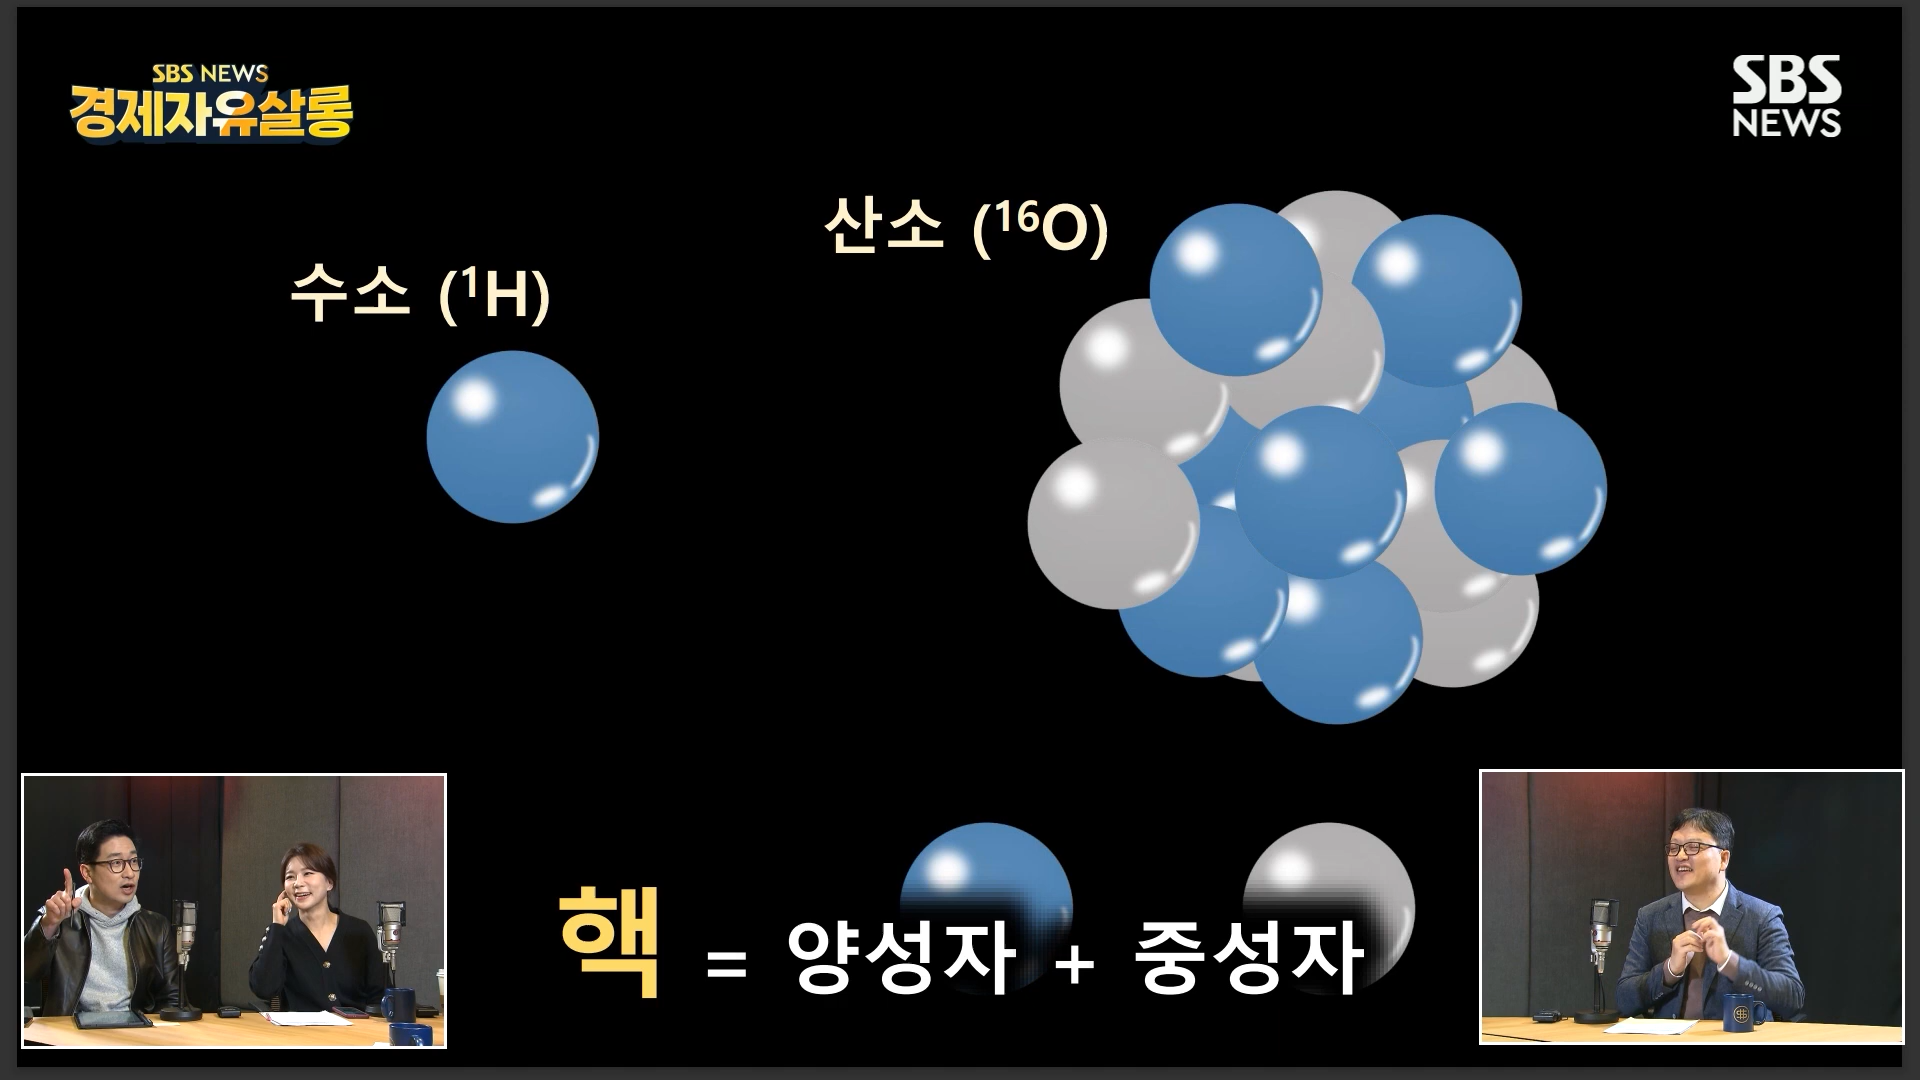 SBS NEWS
경제자유살롱
SBS
NEWS
산소 (¹⁶O)
수소 (¹H)
핵 = 양성자 + 중성자